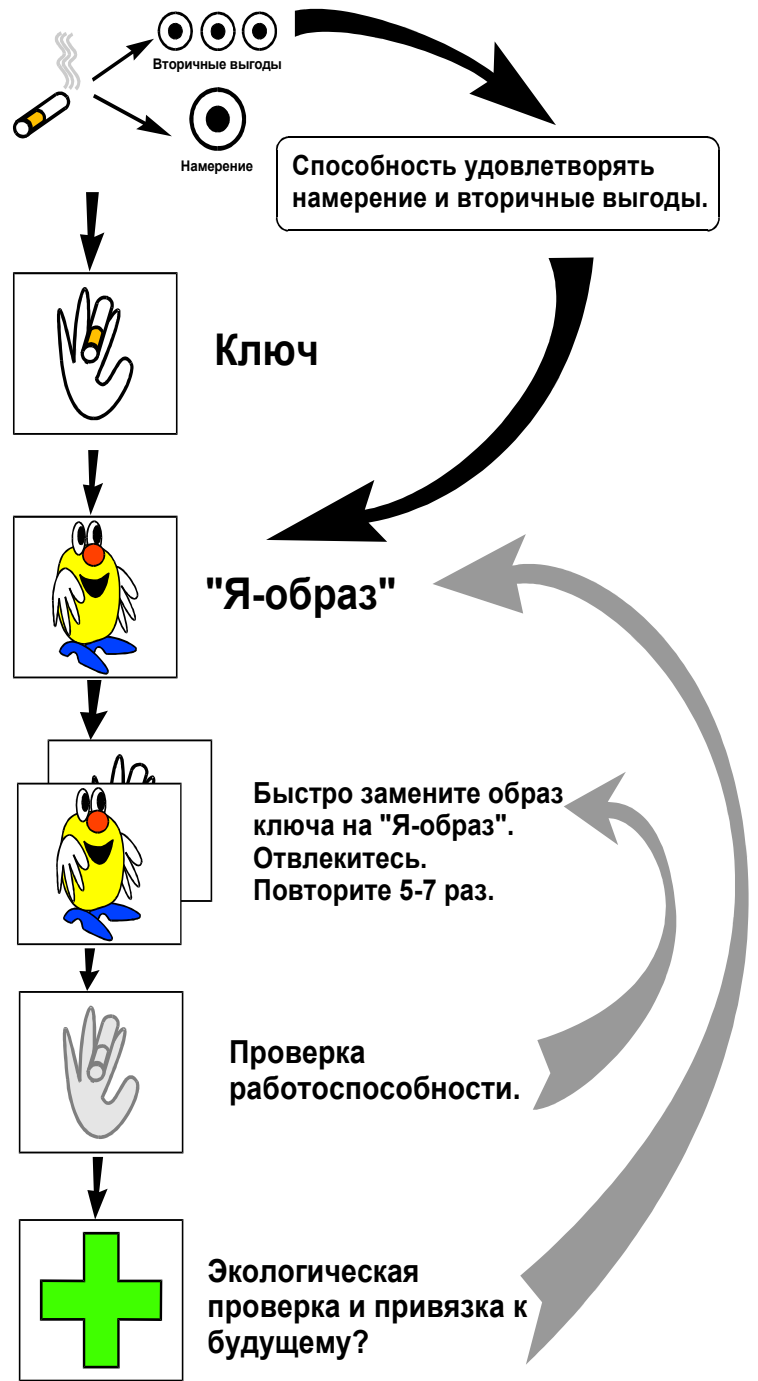 Вторичные выгоды
Намерение
Способность удовлетворять
намерение и вторичные выгоды.
Ключ
"Я-образ"
Быстро замените образ
ключа на "Я-образ".
Отвлекитесь.
Повторите 5-7 раз.
Проверка
работоспособности.
Экологическая
проверка и привязка к
будущему?